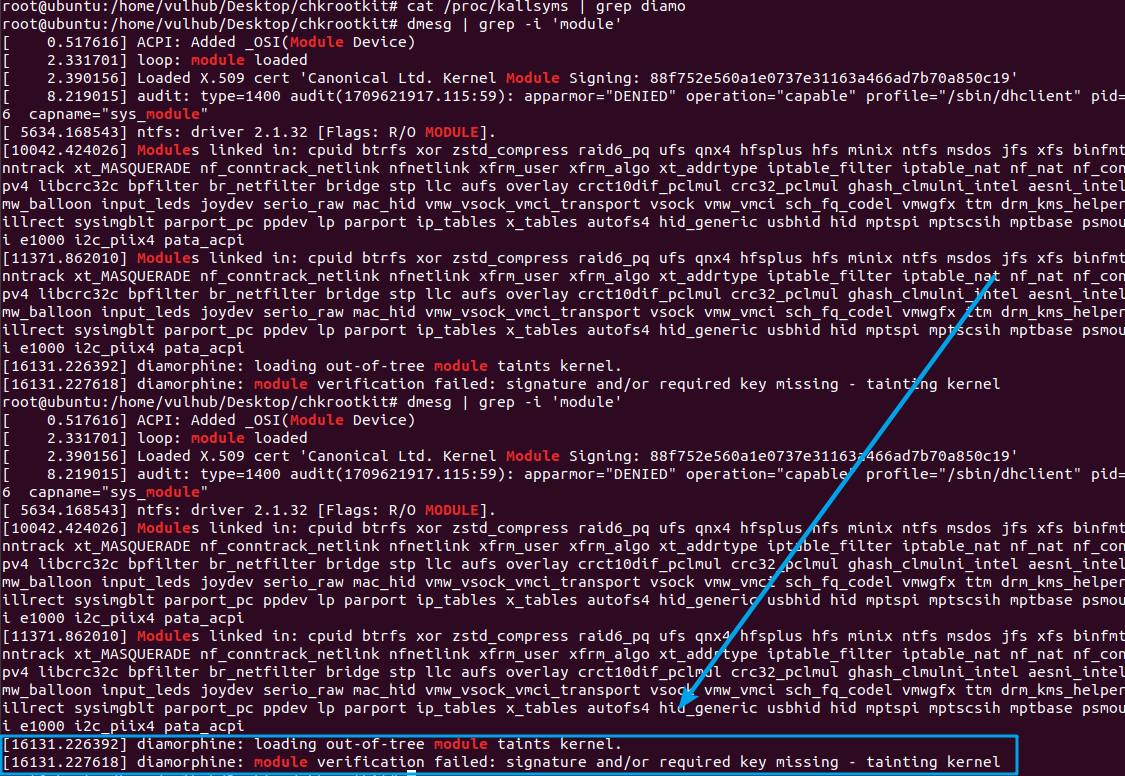 root@ubuntu:/home/vulhub/Desktop/chkrootkit# cat /proc/kallsyms | grep diamo
root@ubuntu:/home/vulhub/Desktop/chkrootkit# dmesg | grep -i 'module'
[    0.517616] ACPI: Added _OSI(Module Device)
[    2.331701] loop: module loaded
[    2.390156] Loaded X.509 cert 'Canonical Ltd. Kernel Module Signing: 88f752e560a1e0737e31163a466ad7b70a850c19'
[    8.219015] audit: type=1400 audit(1709621917.115:59): apparmor="DENIED" operation="capable" profile="/sbin/dhclient" pid=
6  capname="sys_module"
[ 5634.168543] ntfs: driver 2.1.32 [Flags: R/O MODULE].
[10042.424026] Modules linked in: cpuid btrfs xor zstd_compress raid6_pq ufs qnx4 hfsplus hfs minix ntfs msdos jfs xfs binfmt
nntrack xt_MASQUERADE nf_conntrack_netlink nfnetlink xfrm_user xfrm_algo xt_addrtype iptable_filter iptable_nat nf_nat nf_con
pv4 libcrc32c bpfilter br_netfilter bridge stp llc aufs overlay crct10dif_pclmul crc32_pclmul ghash_clmulni_intel aesni_intel
mw_balloon input_leds joydev serio_raw mac_hid vmw_vsock_vmci_transport vsock vmw_vmci sch_fq_codel vmwgfx ttm drm_kms_helper
illrect sysimgblt parport_pc ppdev lp parport ip_tables x_tables autofs4 hid_generic usbhid hid mptspi mptscsih mptbase psmou
i e1000 i2c_piix4 pata_acpi
[11371.862010] Modules linked in: cpuid btrfs xor zstd_compress raid6_pq ufs qnx4 hfsplus hfs minix ntfs msdos jfs xfs binfmt
nntrack xt_MASQUERADE nf_conntrack_netlink nfnetlink xfrm_user xfrm_algo xt_addrtype iptable_filter iptable_nat nf_nat nf_con
pv4 libcrc32c bpfilter br_netfilter bridge stp llc aufs overlay crct10dif_pclmul crc32_pclmul ghash_clmulni_intel aesni_intel
mw_balloon input_leds joydev serio_raw mac_hid vmw_vsock_vmci_transport vsock vmw_vmci sch_fq_codel vmwgfx ttm drm_kms_helper
illrect sysimgblt parport_pc ppdev lp parport ip_tables x_tables autofs4 hid_generic usbhid hid mptspi mptscsih mptbase psmou
i e1000 i2c_piix4 pata_acpi
[16131.226392] diamorphine: loading out-of-tree module taints kernel.
[16131.227618] diamorphine: module verification failed: signature and/or required key missing - tainting kernel
root@ubuntu:/home/vulhub/Desktop/chkrootkit# dmesg | grep -i 'module'
[    0.517616] ACPI: Added _OSI(Module Device)
[    2.331701] loop: module loaded
[    2.390156] Loaded X.509 cert 'Canonical Ltd. Kernel Module Signing: 88f752e560a1e0737e31163a466ad7b70a850c19'
[    8.219015] audit: type=1400 audit(1709621917.115:59): apparmor="DENIED" operation="capable" profile="/sbin/dhclient" pid=
6  capname="sys_module"
[ 5634.168543] ntfs: driver 2.1.32 [Flags: R/O MODULE].
[10042.424026] Modules linked in: cpuid btrfs xor zstd_compress raid6_pq ufs qnx4 hfsplus hfs minix ntfs msdos jfs xfs binfmt
nntrack xt_MASQUERADE nf_conntrack_netlink nfnetlink xfrm_user xfrm_algo xt_addrtype iptable_filter iptable_nat nf_nat nf_con
pv4 libcrc32c bpfilter br_netfilter bridge stp llc aufs overlay crct10dif_pclmul crc32_pclmul ghash_clmulni_intel aesni_intel
mw_balloon input_leds joydev serio_raw mac_hid vmw_vsock_vmci_transport vsock vmw_vmci sch_fq_codel vmwgfx ttm drm_kms_helper
illrect sysimgblt parport_pc ppdev lp parport ip_tables x_tables autofs4 hid_generic usbhid hid mptspi mptscsih mptbase psmou
i e1000 i2c_piix4 pata_acpi
[11371.862010] Modules linked in: cpuid btrfs xor zstd_compress raid6_pq ufs qnx4 hfsplus hfs minix ntfs msdos jfs xfs binfmt
nntrack xt_MASQUERADE nf_conntrack_netlink nfnetlink xfrm_user xfrm_algo xt_addrtype iptable_filter iptable_nat nf_nat nf_con
pv4 libcrc32c bpfilter br_netfilter bridge stp llc aufs overlay crct10dif_pclmul crc32_pclmul ghash_clmulni_intel aesni_intel
mw_balloon input_leds joydev serio_raw mac_hid vmw_vsock_vmci_transport vsock vmw_vmci sch_fq_codel vmwgfx ttm drm_kms_helper
illrect sysimgblt parport_pc ppdev lp parport ip_tables x_tables autofs4 hid_generic usbhid hid mptspi mptscsih mptbase psmou
i e1000 i2c_piix4 pata_acpi
[16131.226392] diamorphine: loading out-of-tree module taints kernel.
[16131.227618] diamorphine: module verification failed: signature and/or required key missing - tainting kernel